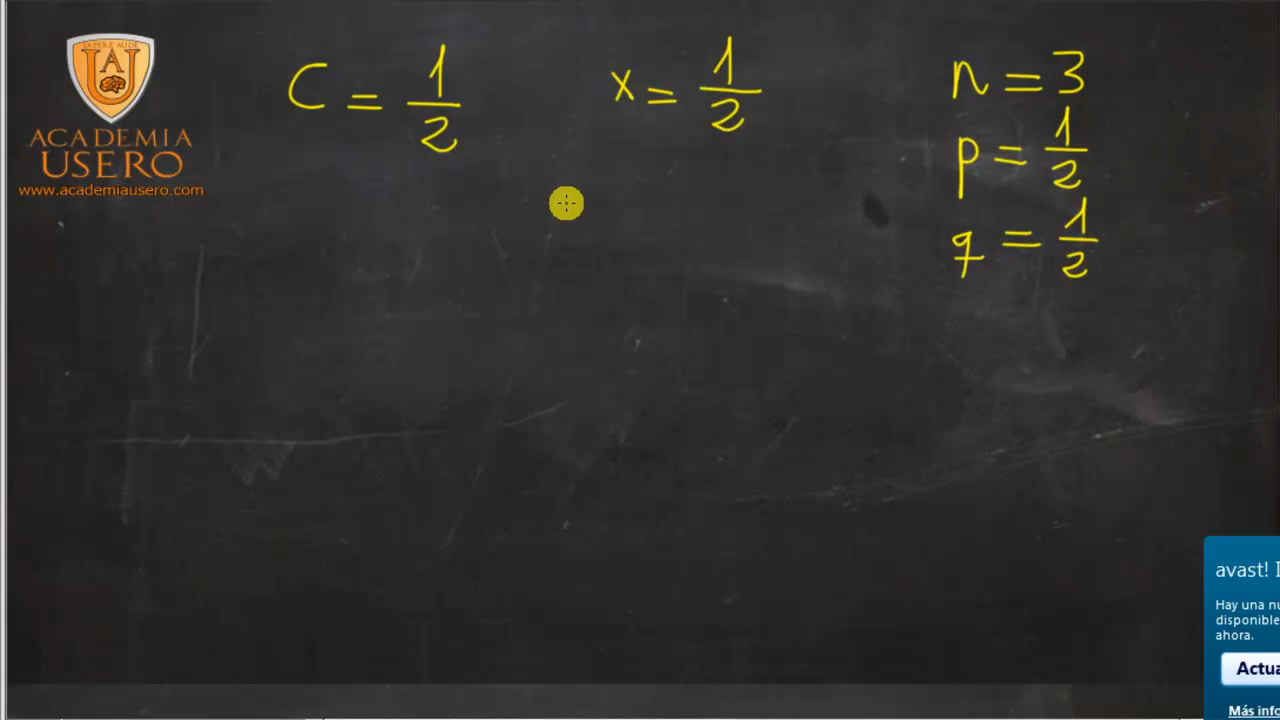 SAPERE AUDE
UA
ACADEMIA
USERO
www.academiausero.com
C = 1/2
x = 1/2
n = 3
p = 1/2
q = 1/2
avast! I
Hay una nu
disponible
ahora.
Actua
Más info